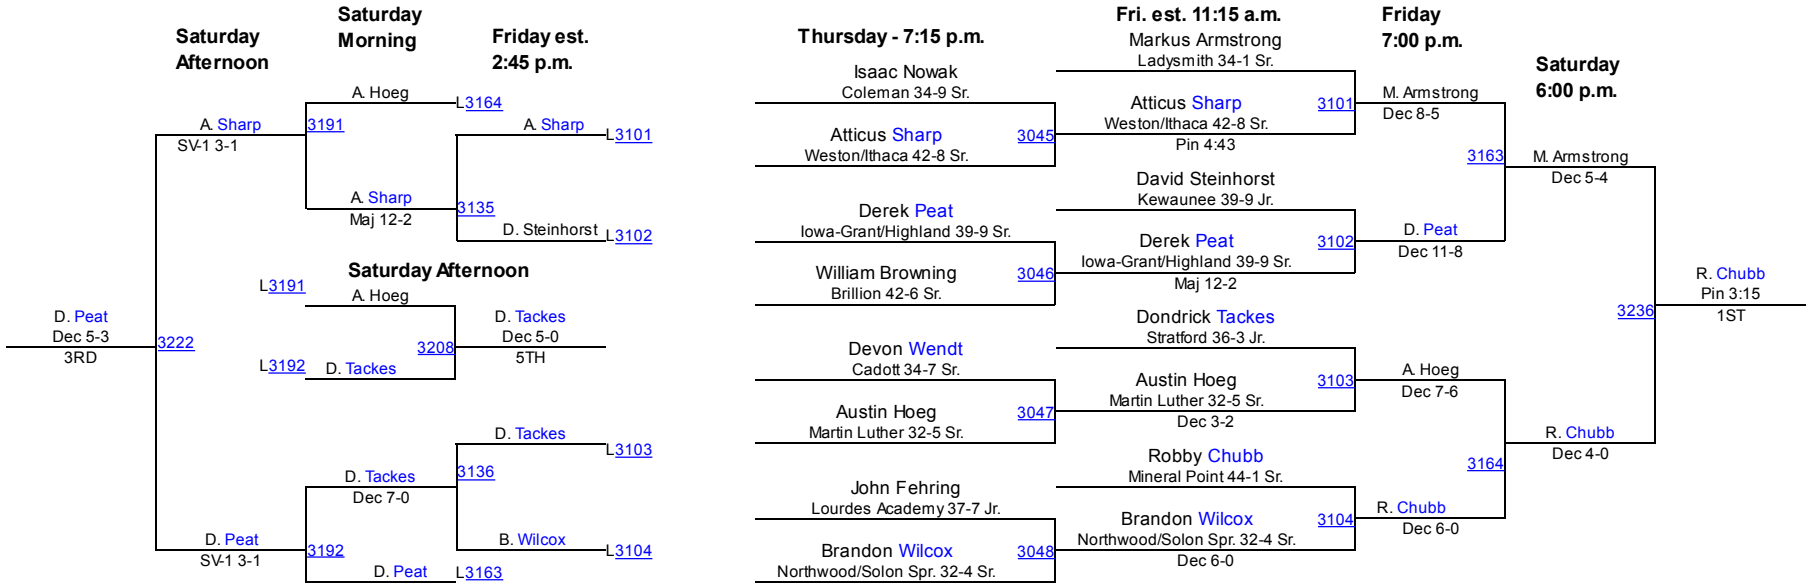 Saturday
Afternoon
Saturday
Morning
Friday est.
2:45 p.m.
A. Hoeg
L3164
A. Sharp
3191
SV-1 3-1
A. Sharp
L3101
A. Sharp
3135
Maj 12-2
D. Steinhorst
L3102
Saturday Afternoon
L3191
A. Hoeg
D. Peat
Dec 5-3
3RD
3222
D. Tackes
Dec 5-0
5TH
3208
L3192
D. Tackes
D. Tackes
L3103
D. Tackes
3136
Dec 7-0
D. Peat
3192
SV-1 3-1
B. Wilcox
L3104
D. Peat
L3163
Thursday - 7:15 p.m.
Isaac Nowak
Coleman 34-9 Sr.
Atticus Sharp
3045
Weston/Ithaca 42-8 Sr.
Derek Peat
Iowa-Grant/Highland 39-9 Sr.
William Browning
3046
Brillion 42-6 Sr.
Devon Wendt
Cadott 34-7 Sr.
Austin Hoeg
3047
Martin Luther 32-5 Sr.
John Fehring
Lourdes Academy 37-7 Jr.
Brandon Wilcox
3048
Northwood/Solon Spr. 32-4 Sr.
Fri. est. 11:15 a.m.
Markus Armstrong
Ladysmith 34-1 Sr.
Atticus Sharp
3101
Weston/Ithaca 42-8 Sr.
Pin 4:43
David Steinhorst
Kewaunee 39-9 Jr.
Derek Peat
3102
Iowa-Grant/Highland 39-9 Sr.
Maj 12-2
Dondrick Tackes
Stratford 36-3 Jr.
Austin Hoeg
3103
Martin Luther 32-5 Sr.
Dec 3-2
Robby Chubb
Mineral Point 44-1 Sr.
Brandon Wilcox
3104
Northwood/Solon Spr. 32-4 Sr.
Dec 6-0
Friday
7:00 p.m.
M. Armstrong
Dec 8-5
3163
D. Peat
Dec 11-8
A. Hoeg
Dec 7-6
3164
R. Chubb
Dec 6-0
Saturday
6:00 p.m.
M. Armstrong
Dec 5-4
3236
R. Chubb
Dec 4-0
R. Chubb
Pin 3:15
1ST